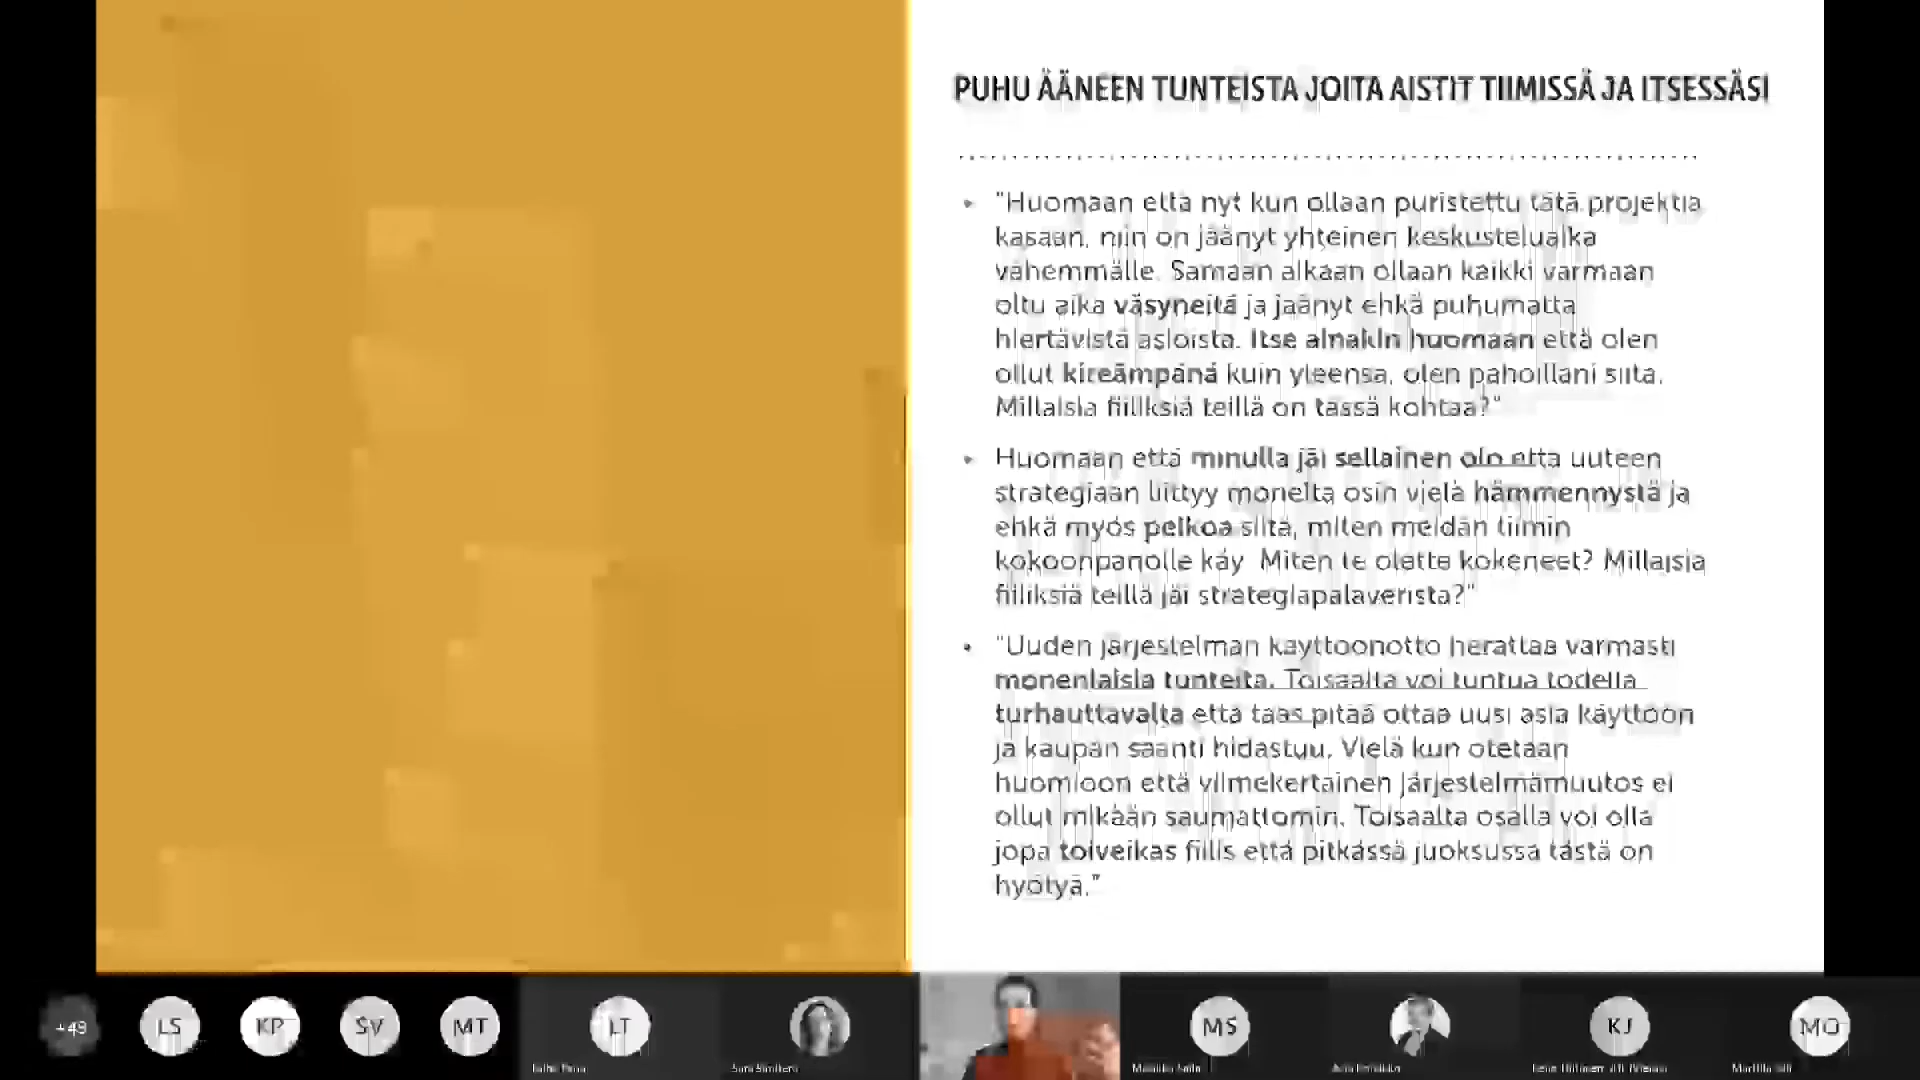 PUHU ÄÄNEEN TUNTEISTA JOITA AISTIT TIIMISSÄ JA ITSESSÄSI
"Huomaan että nyt kun ollaan puristettu tätä projektia
kasaan, niin on jäänyt yhteinen keskusteluaika
vähemmälle. Samaan aikaan ollaan kaikki varmaan
oltu aika väsyneitä ja jäänyt ehkä puhumatta
hiertävistä asioista. Itse ainakin huomaan että olen
ollut kireämpänä kuin yleensä, olen pahoillani siitä.
Millaisia fiiliksiä teillä on tässä kohtaa?"
Huomaan että minulla jäi sellainen olo että uuteen
strategiaan liittyy monelta osin vielä hämmennystä ja
ehkä myös pelkoa siitä, miten meidän tiimin
kokoonpanolle käy. Miten te olette kokeneet? Millaisia
fiiliksiä teillä jäi strategiapalaverista?"
"Uuden järjestelmän käyttöönotto herättää varmasti
monenlaisia tunteita. Toisaalta voi tuntua todella
turhauttavalta että taas pitää ottaa uusi asia käyttöön
ja kaupan säänti hidastuu. Vielä kun otetaan
huomioon että viimekertainen järjestelmämuutos ei
ollut mikään saumattomin. Toisaalta osalla voi olla
jopa toiveikas fiilis että pitkässä juoksussa tästä on
hyötyä."
+49 LS KP SV MT LT MS KJ MO